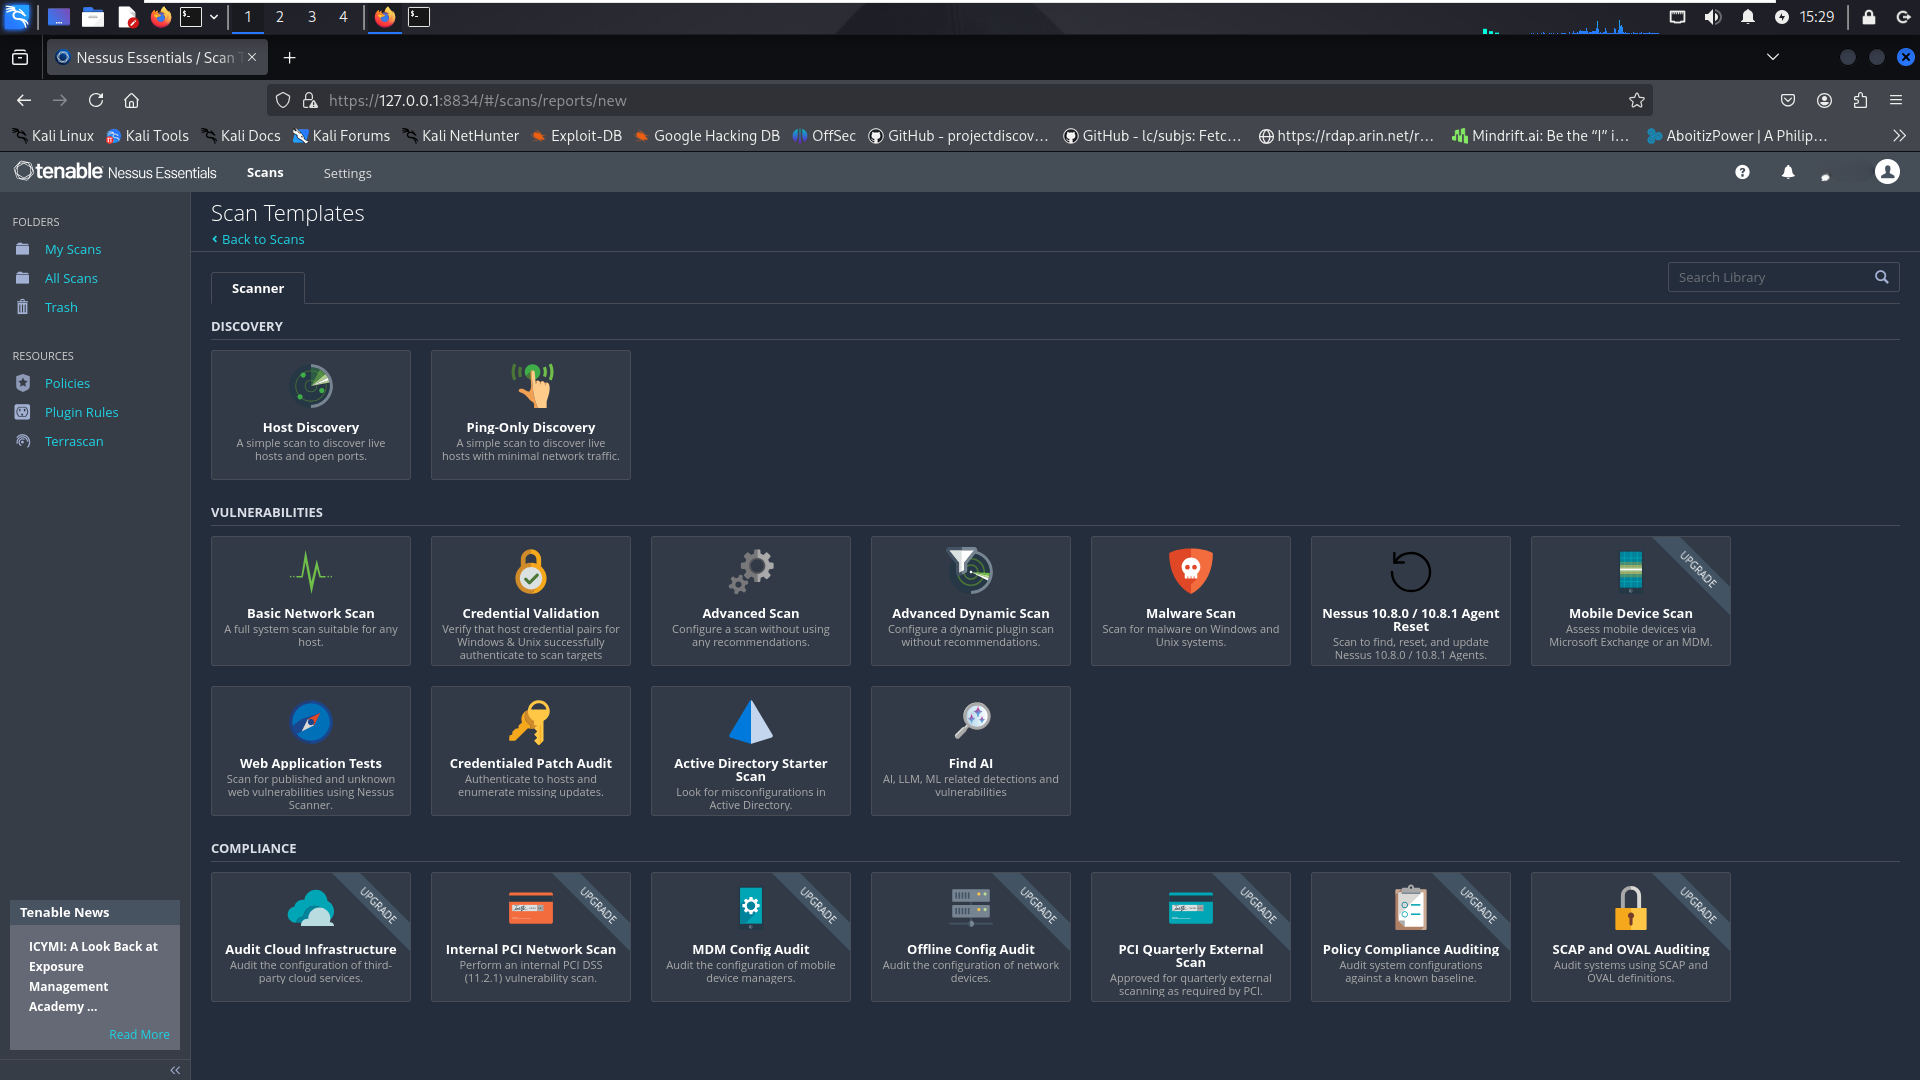 1 2 3 4 15:29
Nessus Essentials / Scan T
https://127.0.0.1:8834/#/scans/reports/new
Kali Linux Kali Tools Kali Docs Kali Forums Kali NetHunter Exploit-DB Google Hacking DB OffSec GitHub - projectdiscov… GitHub - lc/subjs: Fetc… https://rdap.arin.net/r… Mindrift.ai: Be the “I” i… AboitizPower | A Philip…
tenable Nessus Essentials Scans Settings
FOLDERS
My Scans
All Scans
Trash
RESOURCES
Policies
Plugin Rules
Terrascan
Tenable News
ICYMI: A Look Back at
Exposure
Management
Academy ...
Read More
Scan Templates
Back to Scans
Scanner
Search Library
DISCOVERY
Host Discovery
A simple scan to discover live
hosts and open ports.
Ping-Only Discovery
A simple scan to discover live
hosts with minimal network traffic.
VULNERABILITIES
Basic Network Scan
A full system scan suitable for any
host.
Credential Validation
Verify that host credential pairs for
Windows & Unix successfully
authenticate to scan targets
Advanced Scan
Configure a scan without using
any recommendations.
Advanced Dynamic Scan
Configure a dynamic plugin scan
without recommendations.
Malware Scan
Scan for malware on Windows and
Unix systems.
Nessus 10.8.0 / 10.8.1 Agent
Reset
Scan to find, reset, and update
Nessus 10.8.0 / 10.8.1 Agents.
UPGRADE
Mobile Device Scan
Assess mobile devices via
Microsoft Exchange or an MDM.
Web Application Tests
Scan for published and unknown
web vulnerabilities using Nessus
Scanner.
Credentialed Patch Audit
Authenticate to hosts and
enumerate missing updates.
Active Directory Starter
Scan
Look for misconfigurations in
Active Directory.
Find AI
AI, LLM, ML related detections and
vulnerabilities
COMPLIANCE
UPGRADE
Audit Cloud Infrastructure
Audit the configuration of third-
party cloud services.
UPGRADE
Internal PCI Network Scan
Perform an internal PCI DSS
(11.2.1) vulnerability scan.
UPGRADE
MDM Config Audit
Audit the configuration of mobile
device managers.
UPGRADE
Offline Config Audit
Audit the configuration of network
devices.
UPGRADE
PCI Quarterly External
Scan
Approved for quarterly external
scanning as required by PCI.
UPGRADE
Policy Compliance Auditing
Audit system configurations
against a known baseline.
UPGRADE
SCAP and OVAL Auditing
Audit systems using SCAP and
OVAL definitions.